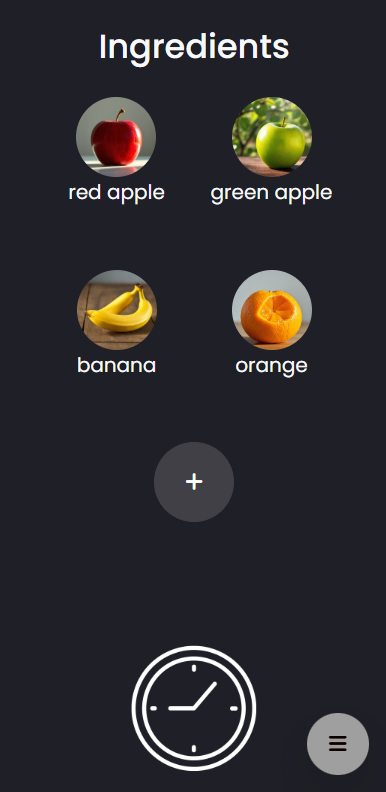 Ingredients
red apple
green apple
banana
orange
+